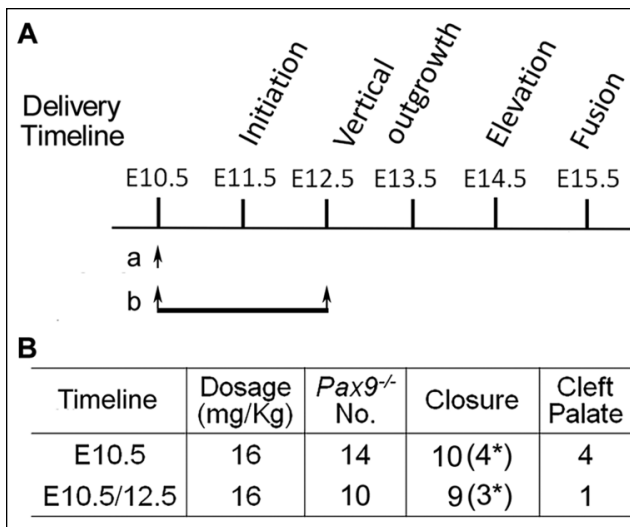 A
Delivery
Timeline
Initiation
Vertical
outgrowth
Elevation
Fusion
E10.5 E11.5 E12.5 E13.5 E14.5 E15.5
a
b
B
Timeline Dosage (mg/Kg) Pax9-/- No. Closure Cleft Palate
E10.5 16 14 10(4*) 4
E10.5/12.5 16 10 9(3*) 1